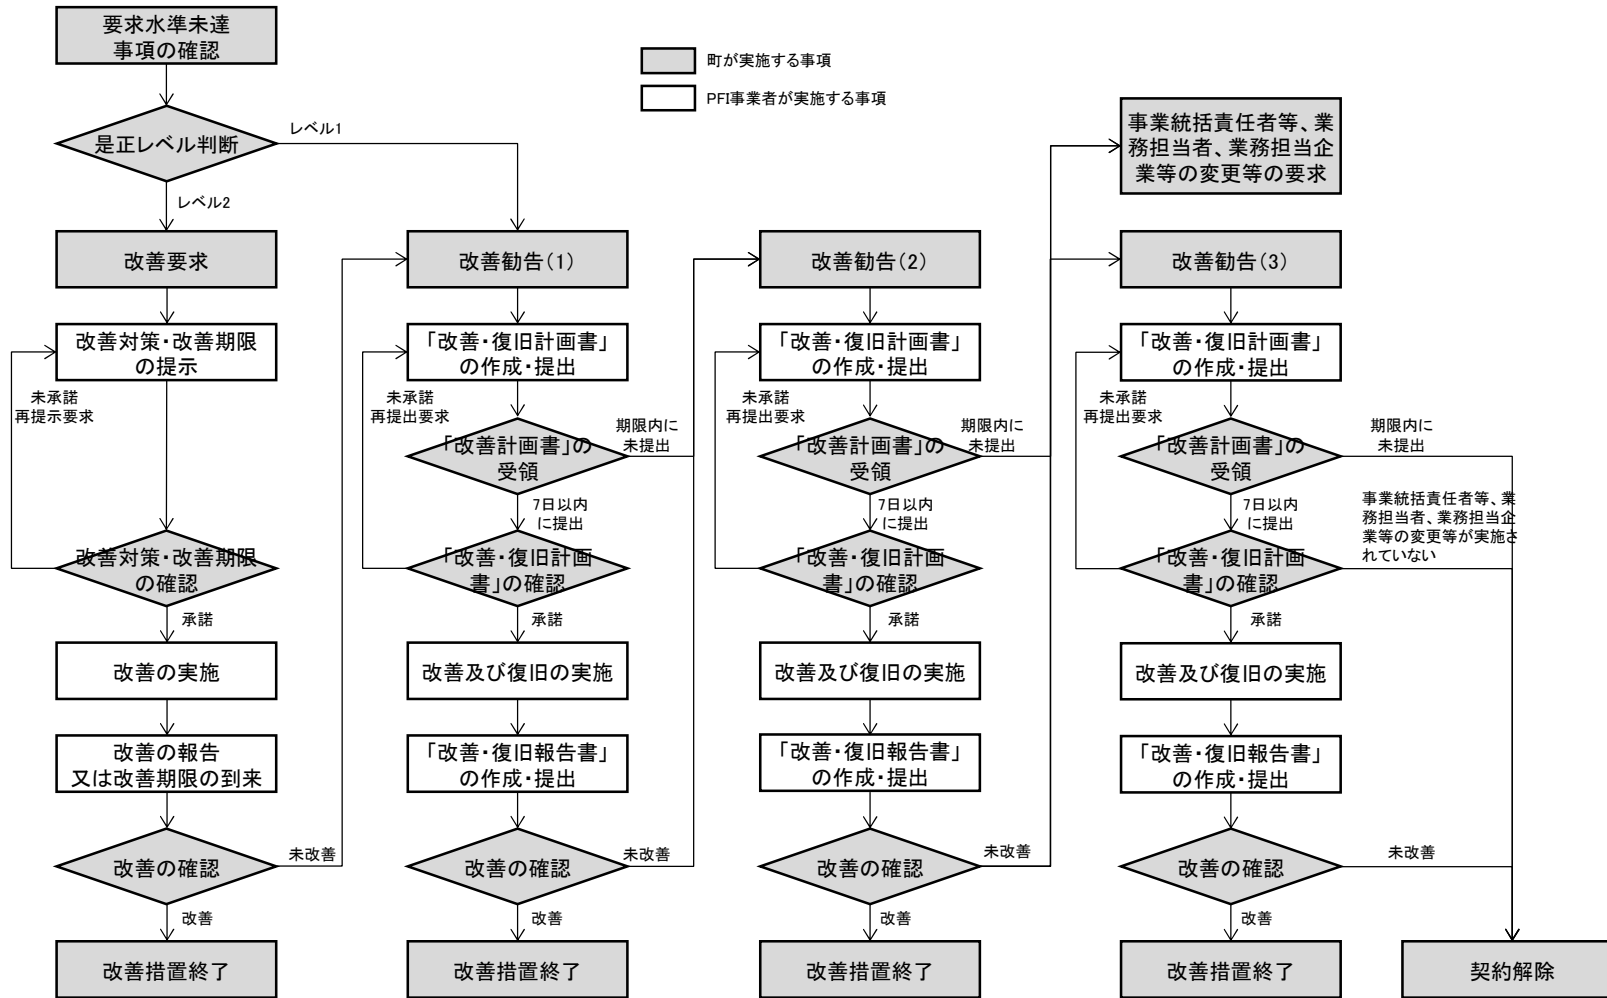 要求水準未達
事項の確認
町が実施する事項
PFI事業者が実施する事項
是正レベル判断
レベル1
レベル2
事業統括責任者等、業
務担当者、業務担当企
業等の変更等の要求
改善要求
改善対策・改善期限
の提示
未承諾
再提示要求
改善対策・改善期限
の確認
承諾
改善の実施
改善の報告
又は改善期限の到来
改善の確認
未改善
改善
改善措置終了
改善勧告(1)
「改善・復旧計画書」
の作成・提出
未承諾
再提出要求
「改善計画書」の
受領
期限内に
未提出
7日以内
に提出
「改善・復旧計画
書」の確認
承諾
改善及び復旧の実施
「改善・復旧報告書」
の作成・提出
改善の確認
未改善
改善
改善措置終了
改善勧告(2)
「改善・復旧計画書」
の作成・提出
未承諾
再提出要求
「改善計画書」の
受領
期限内に
未提出
7日以内
に提出
「改善・復旧計画
書」の確認
承諾
改善及び復旧の実施
「改善・復旧報告書」
の作成・提出
改善の確認
未改善
改善
改善措置終了
改善勧告(3)
「改善・復旧計画書」
の作成・提出
未承諾
再提出要求
「改善計画書」の
受領
期限内に
未提出
7日以内
に提出
事業統括責任者等、業
務担当者、業務担当企
業等の変更等が実施さ
れていない
「改善・復旧計画
書」の確認
承諾
改善及び復旧の実施
「改善・復旧報告書」
の作成・提出
改善の確認
未改善
改善
改善措置終了
契約解除